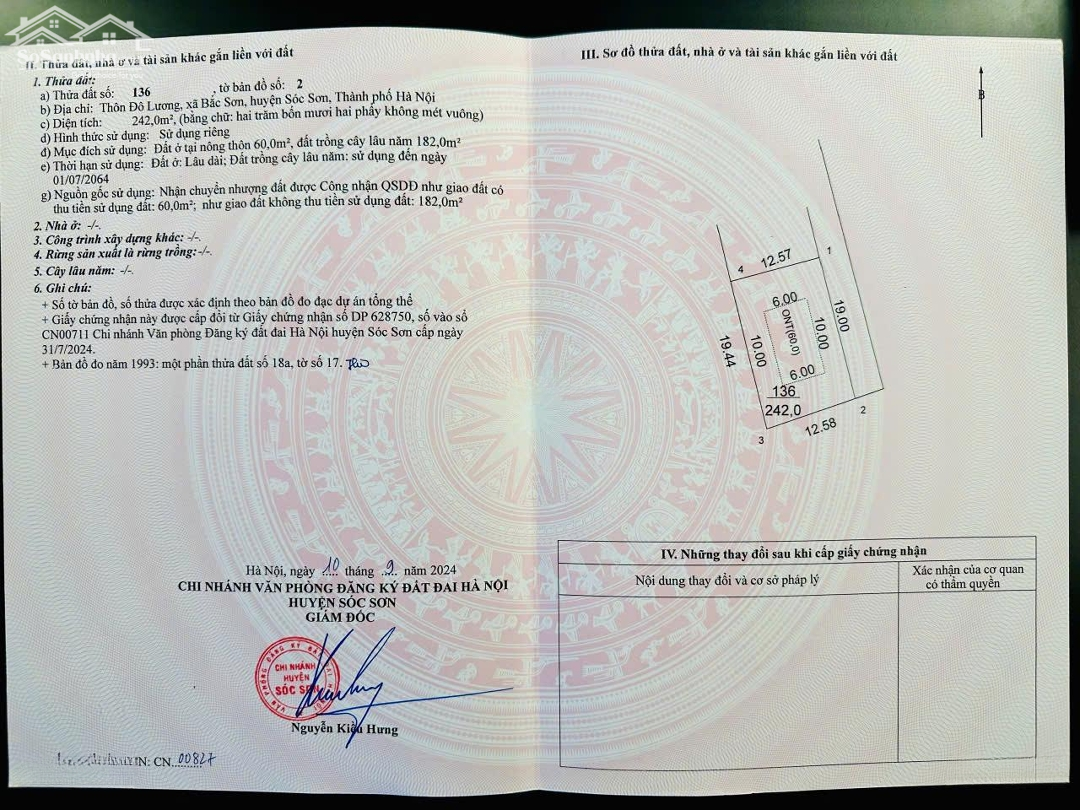 II. Thửa đất, nhà ở và tài sản khác gắn liền với đất
1. Thửa đất:
a) Thửa đất số: 136 , tờ bản đồ số: 2
b) Địa chỉ: Thôn Đô Lương, xã Bắc Sơn, huyện Sóc Sơn, Thành phố Hà Nội
c) Diện tích: 242,0m², (bằng chữ: hai trăm bốn mươi hai phẩy không mét vuông)
d) Hình thức sử dụng: Sử dụng riêng
đ) Mục đích sử dụng: Đất ở tại nông thôn 60,0m², đất trồng cây lâu năm 182,0m²
e) Thời hạn sử dụng: Đất ở: Lâu dài; Đất trồng cây lâu năm: sử dụng đến ngày
01/07/2064
g) Nguồn gốc sử dụng: Nhận chuyển nhượng đất được Công nhận QSDĐ như giao đất có
thu tiền sử dụng đất: 60,0m²; như giao đất không thu tiền sử dụng đất: 182,0m²
2. Nhà ở: -/-.
3. Công trình xây dựng khác: -/-.
4. Rừng sản xuất là rừng trồng:-/-.
5. Cây lâu năm: -/-.
6. Ghi chú:
+ Số tờ bản đồ, số thửa được xác định theo bản đồ đo đạc dự án tổng thể
+ Giấy chứng nhận này được cấp đổi từ Giấy chứng nhận số DP 628750, số vào sổ
CN00711 Chi nhánh Văn phòng Đăng ký đất đai Hà Nội huyện Sóc Sơn cấp ngày
31/7/2024.
+ Bản đồ đo năm 1993: một phần thửa đất số 18a, tờ số 17.
Hà Nội, ngày 10 tháng 9 năm 2024
CHI NHÁNH VĂN PHÒNG ĐĂNG KÝ ĐẤT ĐAI HÀ NỘI
HUYỆN SÓC SƠN
GIÁM ĐỐC
VĂN PHÒNG ĐĂNG KÝ ĐẤT
CHI NHÁNH
HUYỆN
SÓC SƠN
Nguyễn Kiều Hưng
CN 00827
III. Sơ đồ thửa đất, nhà ở và tài sản khác gắn liền với đất
B
4
12.57
1
6.00
ONT(60.0)
10.00
10.00
19.00
19.44
6.00
136
242,0
2
12.58
3
IV. Những thay đổi sau khi cấp giấy chứng nhận
Nội dung thay đổi và cơ sở pháp lý
Xác nhận của cơ quan
có thẩm quyền